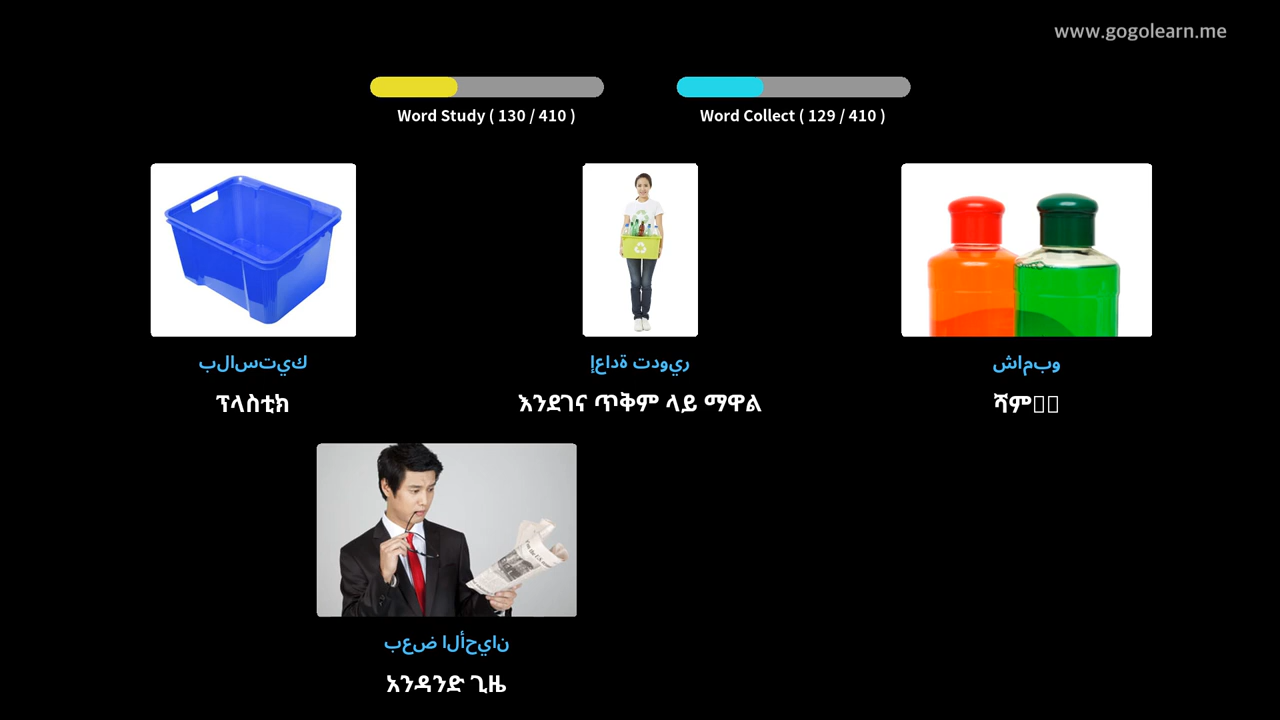 www.gogolearn.me
Word Study ( 130 / 410 )
Word Collect ( 129 / 410 )
بلاستيك
إعادة تدوير
شامبو
ፕላስቲክ
እንደገና ጥቅም ላይ ማዋል
ሻም▯▯
بعض الأحيان
አንዳንድ ጊዜ